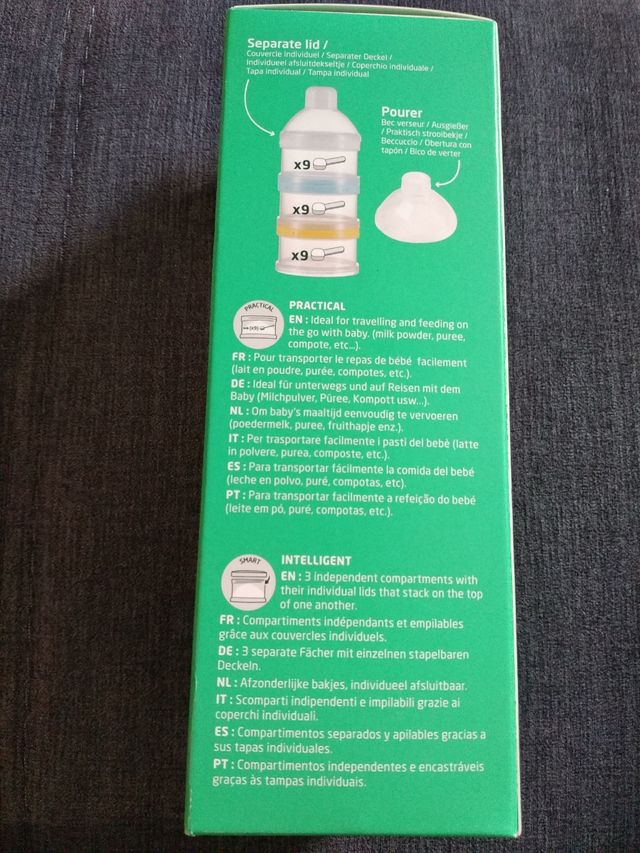 Separate lid /
Couvercle individuel / Separater Deckel /
Individueel afsluitdekseltje / Coperchio individuale /
Tapa individual / Tampa individual
Pourer
Bec verseur / Ausgießer
/ Praktisch strooibekje /
Beccuccio / Obertura con
tapón / Bico de verter
x9
x9
x9
PRACTICAL
(x9)
PRACTICAL
EN : Ideal for travelling and feeding on
the go with baby. (milk powder, puree,
compote, etc...).
FR : Pour transporter le repas de bébé facilement
(lait en poudre, purée, compotes, etc.).
DE : Ideal für unterwegs und auf Reisen mit dem
Baby (Milchpulver, Püree, Kompott usw...).
NL : Om baby's maaltijd eenvoudig te vervoeren
(poedermelk, puree, fruithapje enz.).
IT : Per trasportare facilmente i pasti del bebè (latte
in polvere, purea, composte, etc.).
ES : Para transportar fácilmente la comida del bebé
(leche en polvo, puré, compotas, etc).
PT : Para transportar facilmente a refeição do bebé
(leite em pó, puré, compotas, etc).
SMART
INTELLIGENT
EN : 3 independent compartments with
their individual lids that stack on the top
of one another.
FR : Compartiments indépendants et empilables
grâce aux couvercles individuels.
DE : 3 separate Fächer mit einzelnen stapelbaren
Deckeln.
NL : Afzonderlijke bakjes, individueel afsluitbaar.
IT : Scomparti indipendenti e impilabili grazie ai
coperchi individuali.
ES : Compartimentos separados y apilables gracias a
sus tapas individuales.
PT : Compartimentos independentes e encastráveis
graças às tampas individuais.